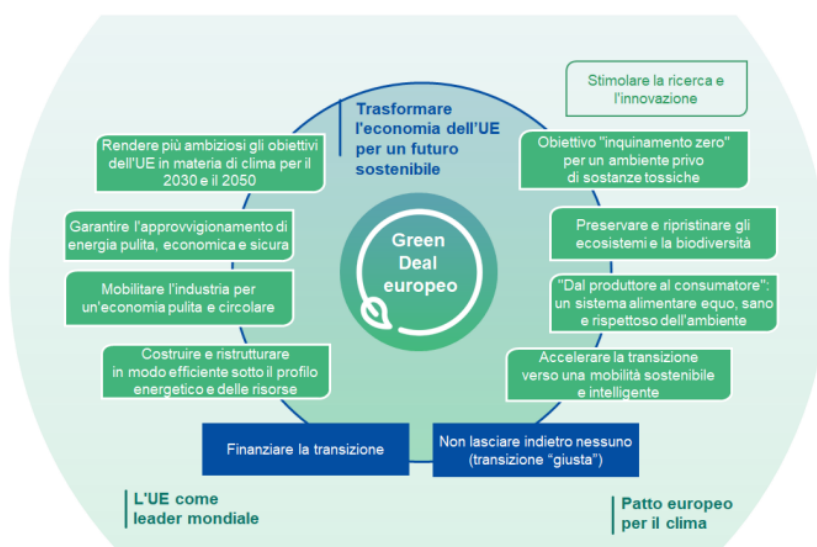 Stimolare la ricerca e
l'innovazione
Trasformare
l'economia dell'UE
per un futuro
sostenibile
Rendere più ambiziosi gli obiettivi
dell'UE in materia di clima per il
2030 e il 2050
Obiettivo "inquinamento zero"
per un ambiente privo
di sostanze tossiche
Garantire l'approvvigionamento di
energia pulita, economica e sicura
Preservare e ripristinare gli
ecosistemi e la biodiversità
Green
Deal
europeo
Mobilitare l'industria per
un'economia pulita e circolare
"Dal produttore al consumatore":
un sistema alimentare equo, sano
e rispettoso dell'ambiente
Costruire e ristrutturare
in modo efficiente sotto il profilo
energetico e delle risorse
Accelerare la transizione
verso una mobilità sostenibile
e intelligente
Finanziare la transizione
Non lasciare indietro nessuno
(transizione “giusta”)
L'UE come
leader mondiale
Patto europeo
per il clima